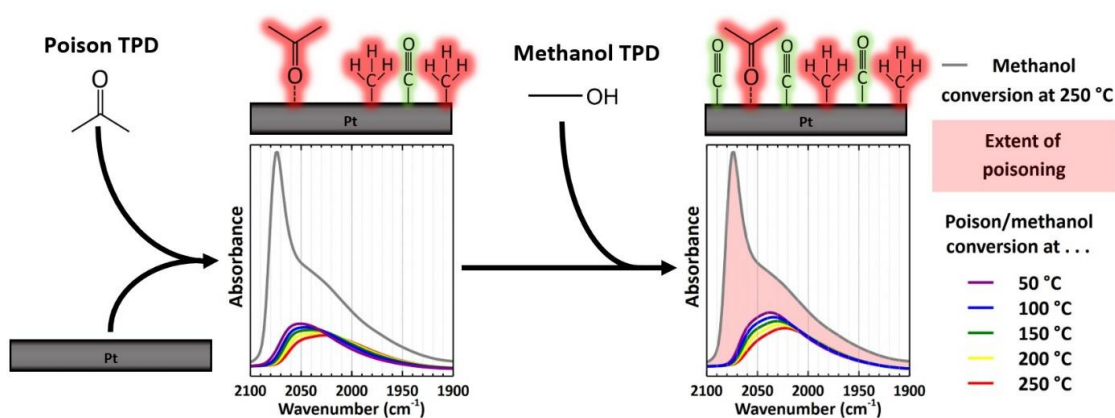 Poison TPD
O
Pt
O
H
H
H
C
O
C
H
H
H
C
Pt
Absorbance
2100
2050
2000
1950
1900
Wavenumber (cm⁻¹)
Methanol TPD
OH
O
C
O
O
C
H
H
H
C
O
C
H
H
H
C
Pt
Absorbance
2100
2050
2000
1950
1900
Wavenumber (cm⁻¹)
Methanol
conversion at 250 °C
Extent of
poisoning
Poison/methanol
conversion at . . .
50 °C
100 °C
150 °C
200 °C
250 °C